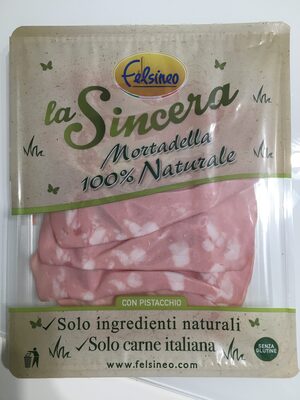 Felsineo
la Sincera
Mortadella
100% Naturale
CON PISTACCHIO
Solo ingredienti naturali
Solo carne italiana
SENZA
GLUTINE
www.felsineo.com